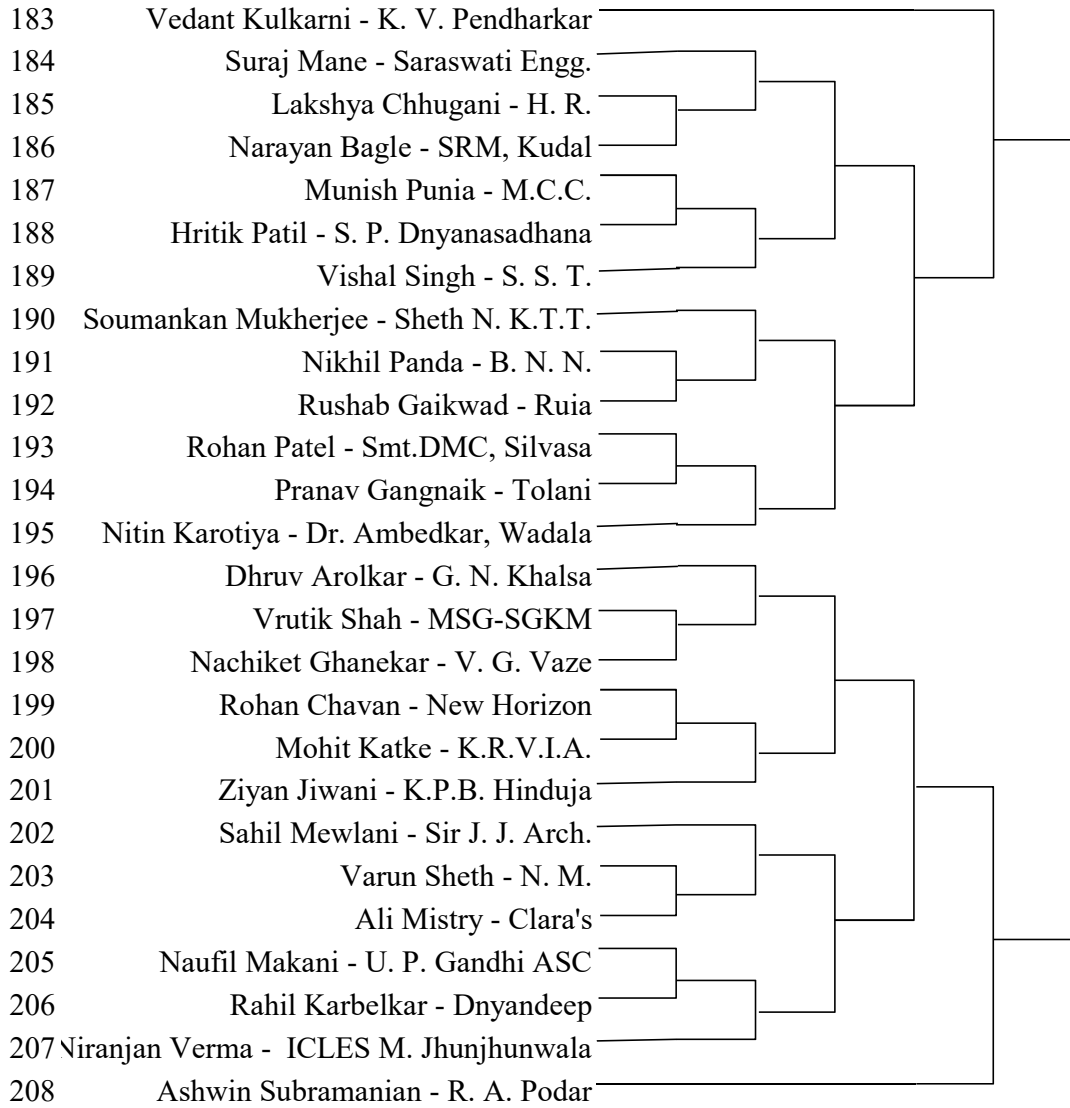 183 Vedant Kulkarni - K. V. Pendharkar
184 Suraj Mane - Saraswati Engg.
185 Lakshya Chhugani - H. R.
186 Narayan Bagle - SRM, Kudal
187 Munish Punia - M.C.C.
188 Hritik Patil - S. P. Dnyanasadhana
189 Vishal Singh - S. S. T.
190 Soumankan Mukherjee - Sheth N. K.T.T.
191 Nikhil Panda - B. N. N.
192 Rushab Gaikwad - Ruia
193 Rohan Patel - Smt.DMC, Silvasa
194 Pranav Gangnaik - Tolani
195 Nitin Karotiya - Dr. Ambedkar, Wadala
196 Dhruv Arolkar - G. N. Khalsa
197 Vrutik Shah - MSG-SGKM
198 Nachiket Ghanekar - V. G. Vaze
199 Rohan Chavan - New Horizon
200 Mohit Katke - K.R.V.I.A.
201 Ziyan Jiwani - K.P.B. Hinduja
202 Sahil Mewlani - Sir J. J. Arch.
203 Varun Sheth - N. M.
204 Ali Mistry - Clara's
205 Naufil Makani - U. P. Gandhi ASC
206 Rahil Karbelkar - Dnyandeep
207 Niranjan Verma - ICLES M. Jhunjhunwala
208 Ashwin Subramanian - R. A. Podar